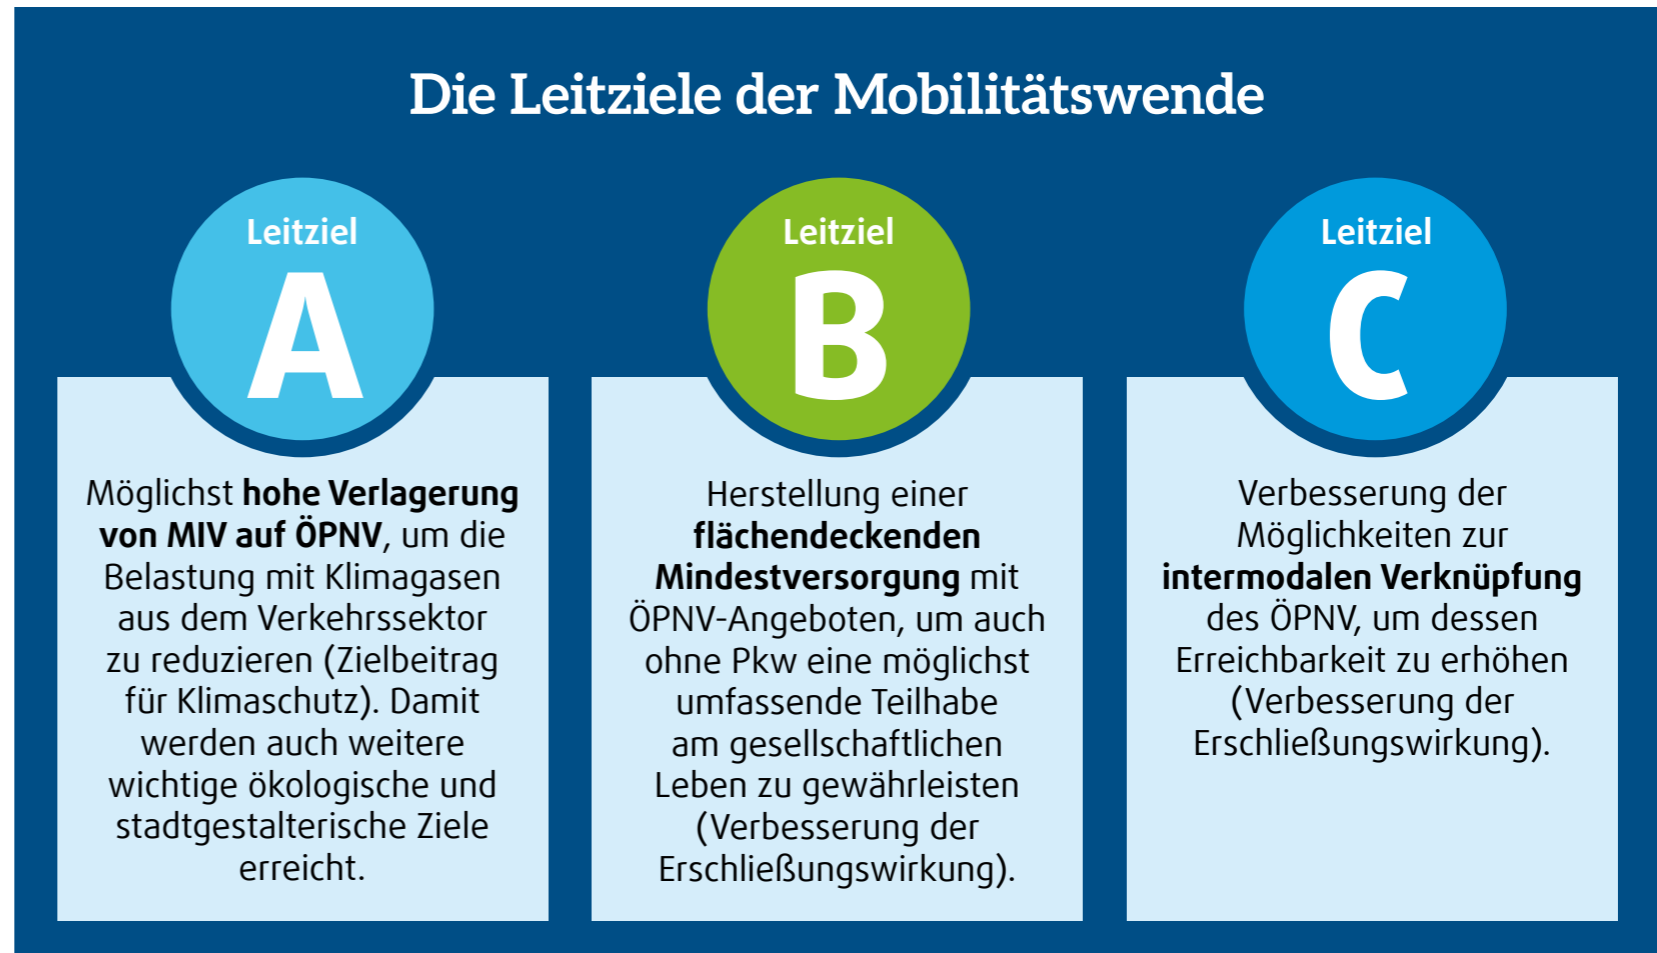 Die Leitziele der Mobilitätswende
Leitziel
A
Möglichst hohe Verlagerung
von MIV auf ÖPNV, um die
Belastung mit Klimagasen
aus dem Verkehrssektor
zu reduzieren (Zielbeitrag
für Klimaschutz). Damit
werden auch weitere
wichtige ökologische und
stadtgestalterische Ziele
erreicht.
Leitziel
B
Herstellung einer
flächendeckenden
Mindestversorgung mit
ÖPNV-Angeboten, um auch
ohne Pkw eine möglichst
umfassende Teilhabe
am gesellschaftlichen
Leben zu gewährleisten
(Verbesserung der
Erschließungswirkung).
Leitziel
C
Verbesserung der
Möglichkeiten zur
intermodalen Verknüpfung
des ÖPNV, um dessen
Erreichbarkeit zu erhöhen
(Verbesserung der
Erschließungswirkung).